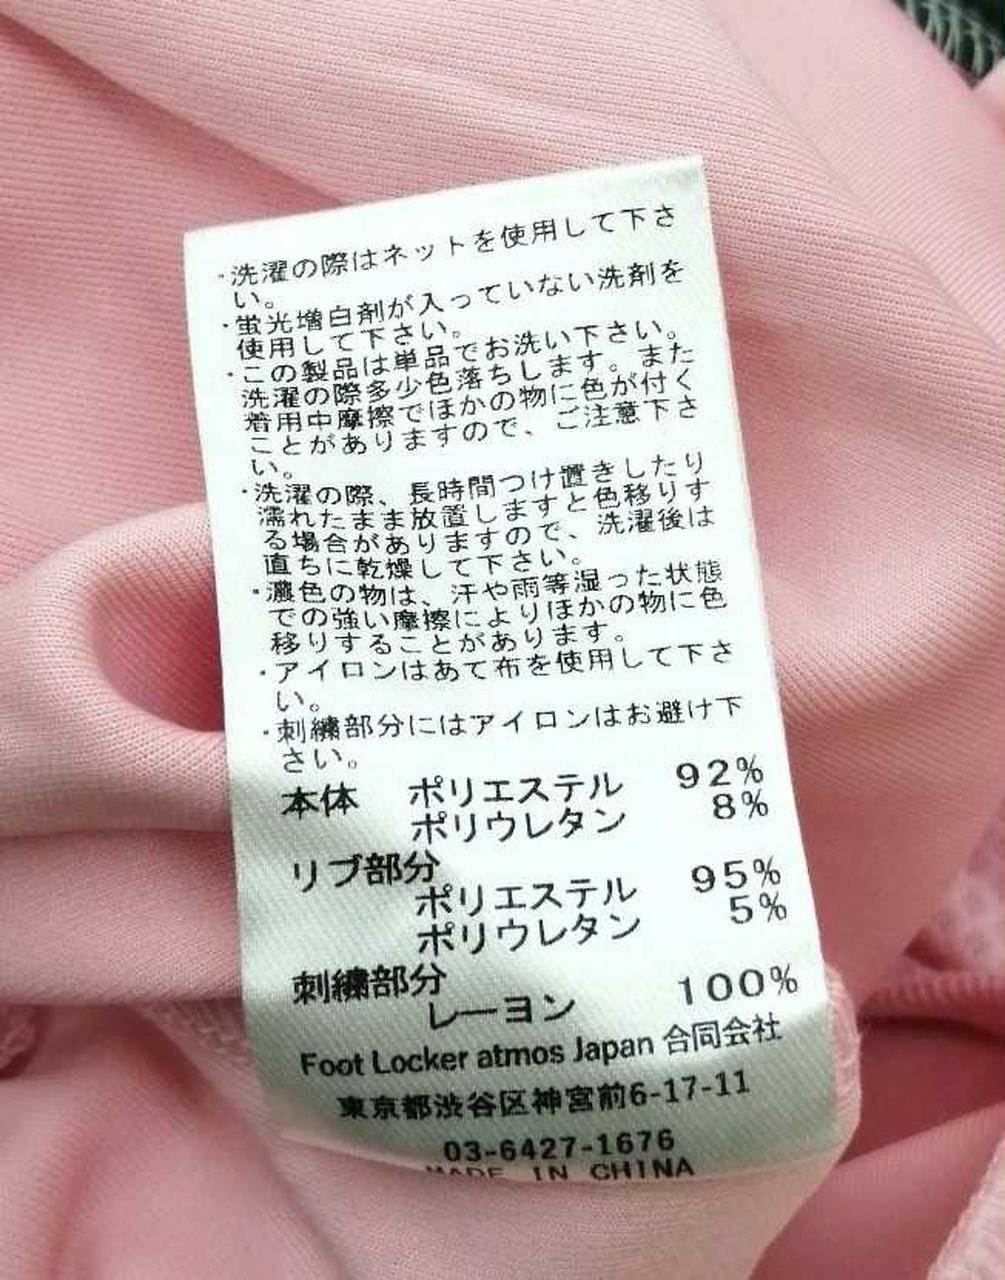 ・洗濯の際はネットを使用して下さ
い。
・蛍光増白剤が入っていない洗剤を
使用して下さい。
・この製品は単品でお洗い下さい。
洗濯の際多少色落ちします。また
着用中摩擦でほかの物に色が付く
ことがありますので、ご注意下さ
い。
・洗濯の際、長時間つけ置きしたり
濡れたまま放置しますと色移りす
る場合がありますので、洗濯後は
直ちに乾燥して下さい。
・濃色の物は、汗や雨等湿った状態
での強い摩擦によりほかの物に色
移りすることがあります。
・アイロンはあて布を使用して下さ
い。
・刺繍部分にはアイロンはお避け下
さい。
本体 ポリエステル 92%
ポリウレタン 8%
リブ部分
ポリエステル 95%
ポリウレタン 5%
刺繍部分
レーヨン 100%
Foot Locker atmos Japan 合同会社
東京都渋谷区神宮前6-17-11
03-6427-1676
MADE IN CHINA